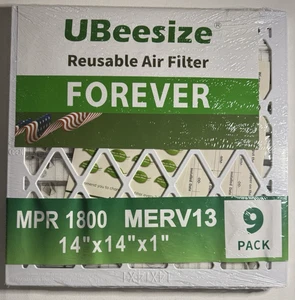 UBeesize®
Reusable Air Filter
FOREVER
MPR 1800 MERV13
14"x14"x1"
9
PACK